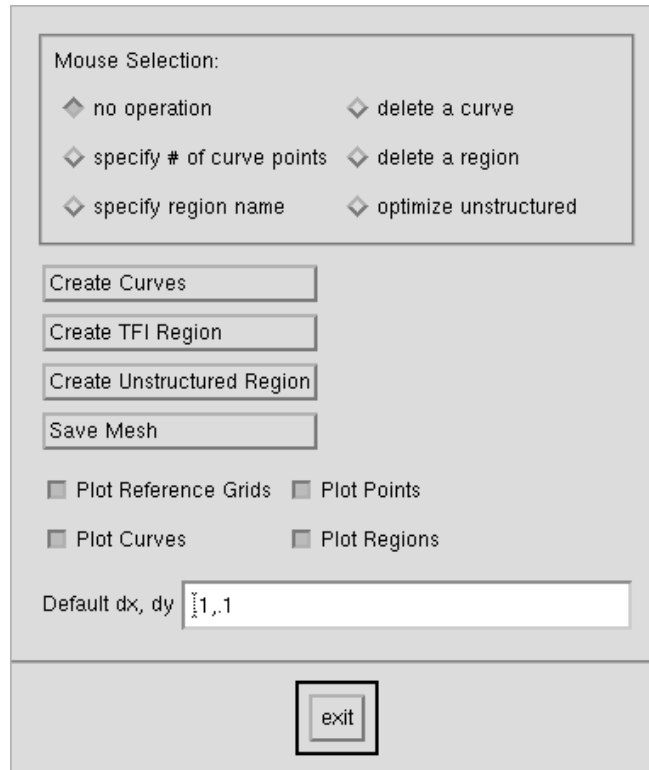 Mouse Selection:
no operation
delete a curve
specify # of curve points
delete a region
specify region name
optimize unstructured
Create Curves
Create TFI Region
Create Unstructured Region
Save Mesh
Plot Reference Grids
Plot Points
Plot Curves
Plot Regions
Default dx, dy
.1,.1
exit